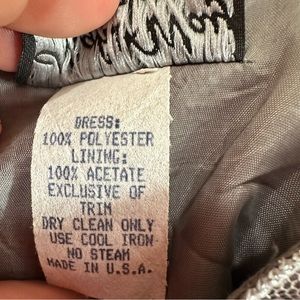 DRESS:
100% POLYESTER
LINING:
100% ACETATE
EXCLUSIVE OF
TRIM
DRY CLEAN ONLY
USE COOL IRON
NO STEAM
MADE IN U.S.A.